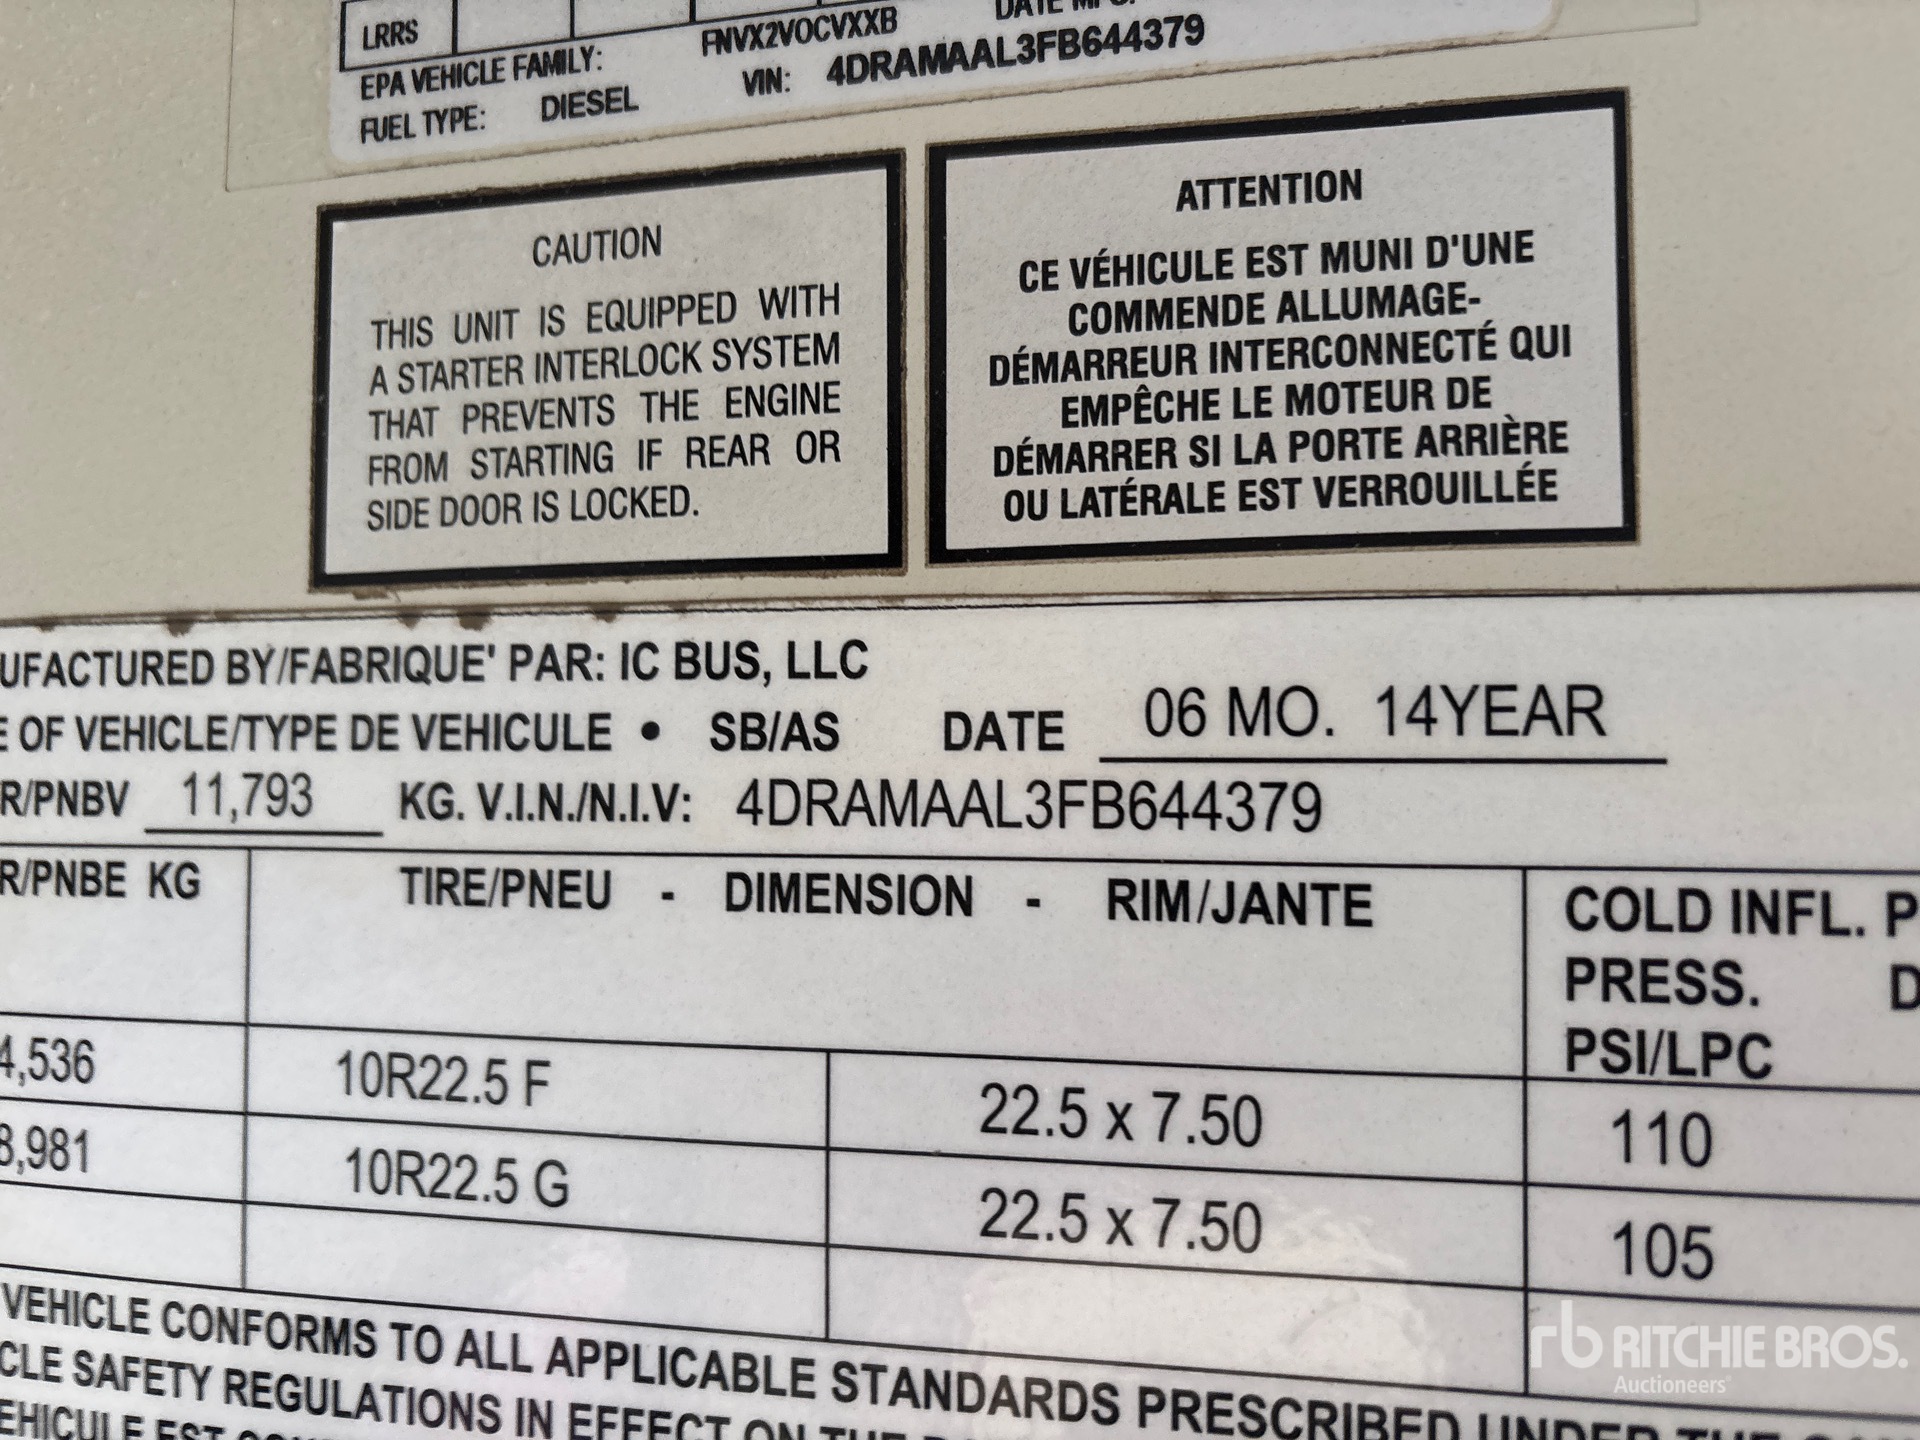 LRRS
DATE MFG:
EPA VEHICLE FAMILY: FNVX2VOCVXXB
FUEL TYPE: DIESEL VIN: 4DRAMAAL3FB644379
CAUTION
THIS UNIT IS EQUIPPED WITH
A STARTER INTERLOCK SYSTEM
THAT PREVENTS THE ENGINE
FROM STARTING IF REAR OR
SIDE DOOR IS LOCKED.
ATTENTION
CE VÉHICULE EST MUNI D'UNE
COMMENDE ALLUMAGE-
DÉMARREUR INTERCONNECTÉ QUI
EMPÊCHE LE MOTEUR DE
DÉMARRER SI LA PORTE ARRIÈRE
OU LATÉRALE EST VERROUILLÉE
UFACTURED BY/FABRIQUE' PAR: IC BUS, LLC
E OF VEHICLE/TYPE DE VEHICULE • SB/AS DATE 06 MO. 14YEAR
R/PNBV 11,793 KG. V.I.N./N.I.V: 4DRAMAAL3FB644379
R/PNBE KG TIRE/PNEU - DIMENSION - RIM/JANTE COLD INFL. P
PRESS. D
PSI/LPC
4,536 10R22.5 F 22.5 x 7.50 110
8,981 10R22.5 G 22.5 x 7.50 105
VEHICLE CONFORMS TO ALL APPLICABLE STANDARDS PRESCRIBED UNDER THE
CLE SAFETY REGULATIONS IN EFFECT ON THE
EHICULE EST
rb RITCHIE BROS.
Auctioneers